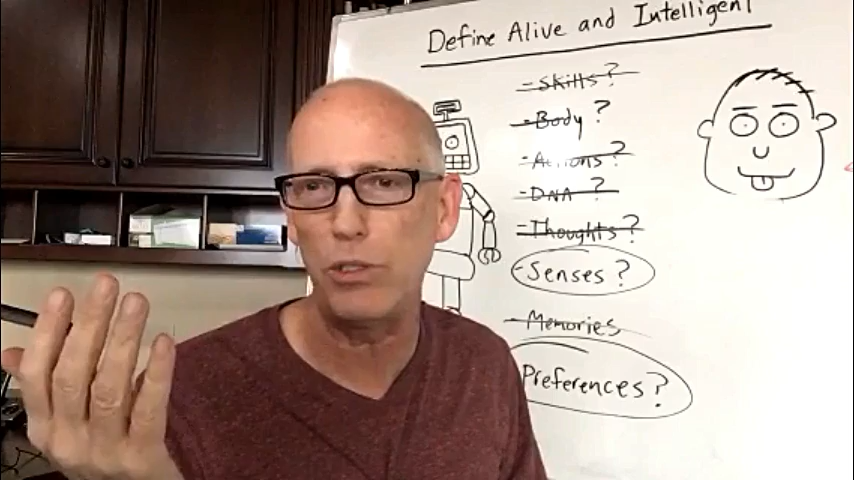 Define Alive and Intelligent
- Skills?
- Body?
- Actions?
- DNA?
- Thoughts?
- Senses?
- Memories
Preferences?